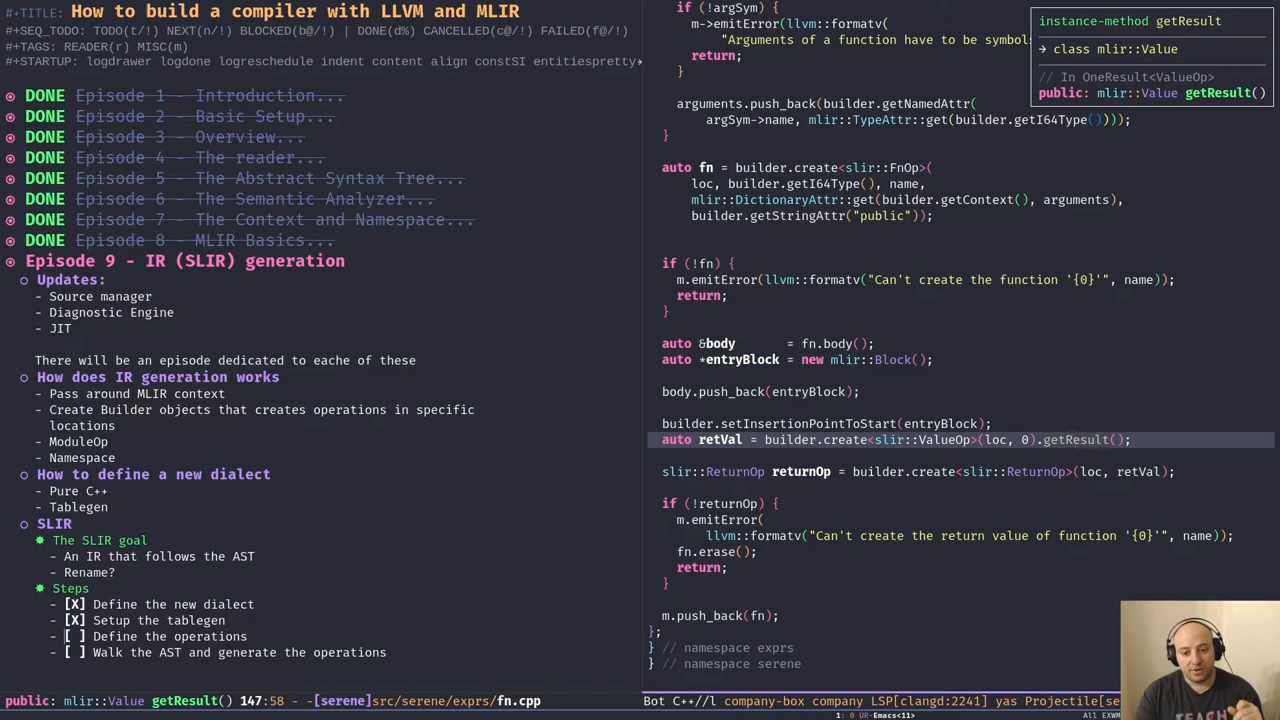 #+TITLE: How to build a compiler with LLVM and MLIR
#+SEQ_TODO: TODO(t/!) NEXT(n/!) BLOCKED(b@/!) | DONE(d%) CANCELLED(c@/!) FAILED(f@/!)
#+TAGS: READER(r) MISC(m)
#+STARTUP: logdrawer logdone logreschedule indent content align constSI entitiespretty
DONE Episode 1 - Introduction...
DONE Episode 2 - Basic Setup...
DONE Episode 3 - Overview...
DONE Episode 4 - The reader...
DONE Episode 5 - The Abstract Syntax Tree...
DONE Episode 6 - The Semantic Analyzer...
DONE Episode 7 - The Context and Namespace...
DONE Episode 8 - MLIR Basics...
Episode 9 - IR (SLIR) generation
Updates:
- Source manager
- Diagnostic Engine
- JIT
There will be an episode dedicated to eache of these
How does IR generation works
- Pass around MLIR context
- Create Builder objects that creates operations in specific
locations
- ModuleOp
- Namespace
How to define a new dialect
- Pure C++
- Tablegen
SLIR
The SLIR goal
- An IR that follows the AST
- Rename?
Steps
- [X] Define the new dialect
- [X] Setup the tablegen
- [ ] Define the operations
- [ ] Walk the AST and generate the operations
public: mlir::Value getResult() 147:58 - -[serene]src/serene/exprs/fn.cpp
if (!argSym) {
m->emitError(llvm::formatv(
"Arguments of a function have to be symbols
return;
}
arguments.push_back(builder.getNamedAttr(
argSym->name, mlir::TypeAttr::get(builder.getI64Type())));
}
auto fn = builder.create<slir::FnOp>(
loc, builder.getI64Type(), name,
mlir::DictionaryAttr::get(builder.getContext(), arguments),
builder.getStringAttr("public"));
if (!fn) {
m.emitError(llvm::formatv("Can't create the function '{0}'", name));
return;
}
auto &body = fn.body();
auto *entryBlock = new mlir::Block();
body.push_back(entryBlock);
builder.setInsertionPointToStart(entryBlock);
auto retVal = builder.create<slir::ValueOp>(loc, 0).getResult();
slir::ReturnOp returnOp = builder.create<slir::ReturnOp>(loc, retVal);
if (!returnOp) {
m.emitError(
llvm::formatv("Can't create the return value of function '{0}'", name));
fn.erase();
return;
}
m.push_back(fn);
};
} // namespace exprs
} // namespace serene
Bot C++//l company-box company LSP[clangd:2241] yas Projectile[se
instance-method getResult
→ class mlir::Value
// In OneResult<ValueOp>
public: mlir::Value getResult()
1: 0 UR-Emacs<11>
All EXWM